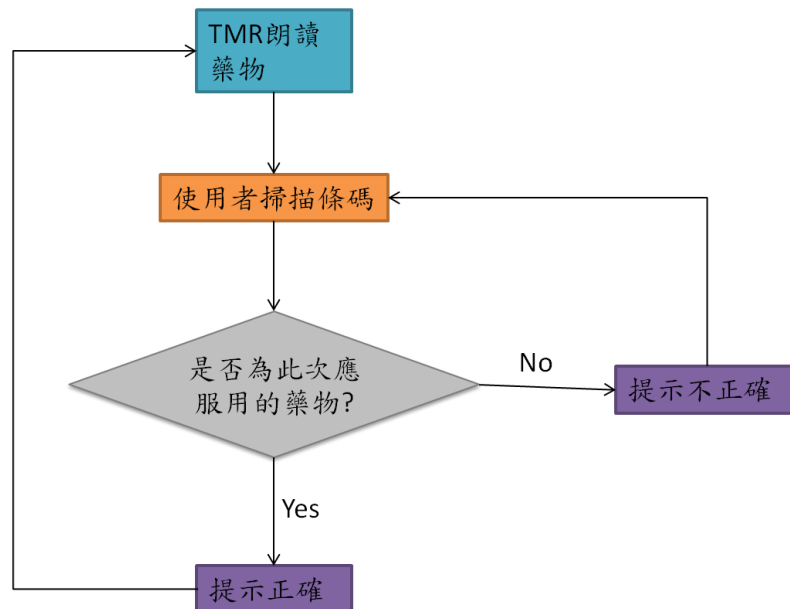 TMR朗讀
藥物
使用者掃描條碼
是否為此次應
服用的藥物?
No
提示不正確
Yes
提示正確